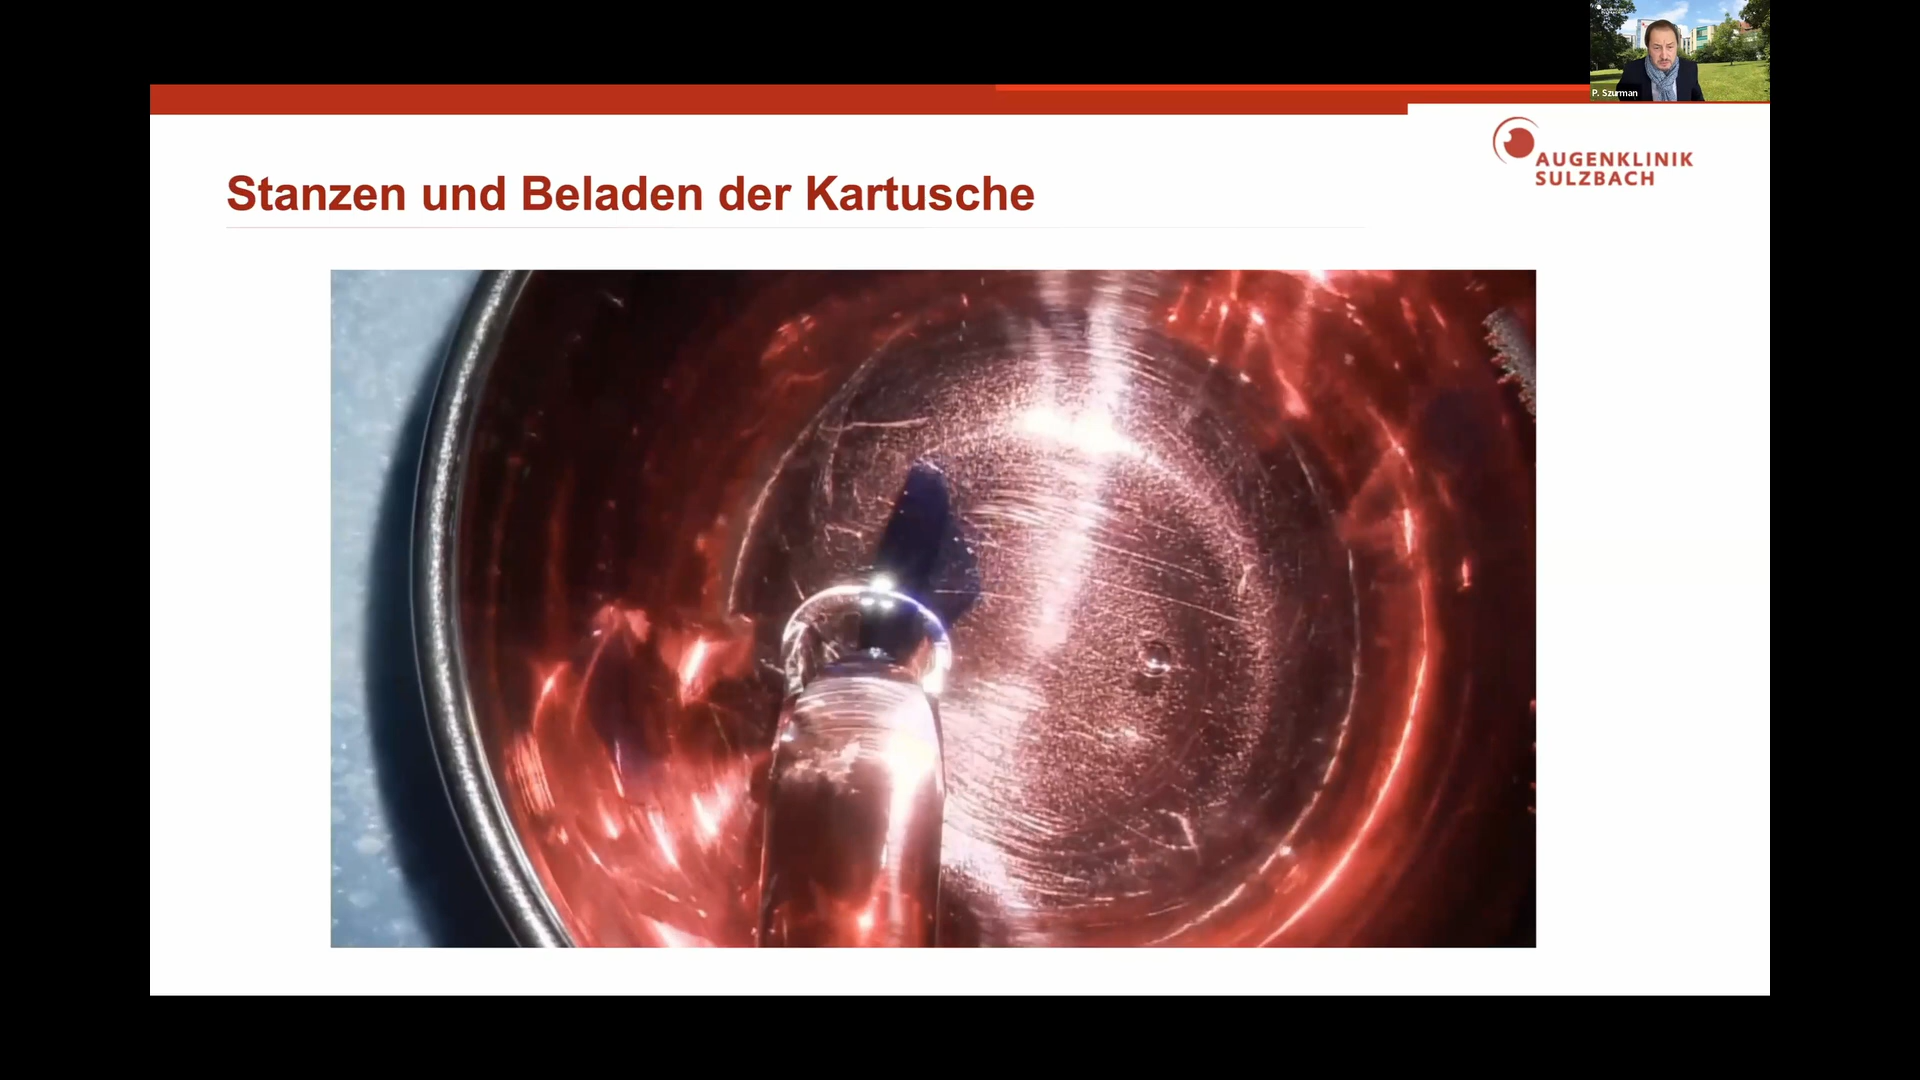 P. Szurman
AUGENKLINIK
SULZBACH
Stanzen und Beladen der Kartusche